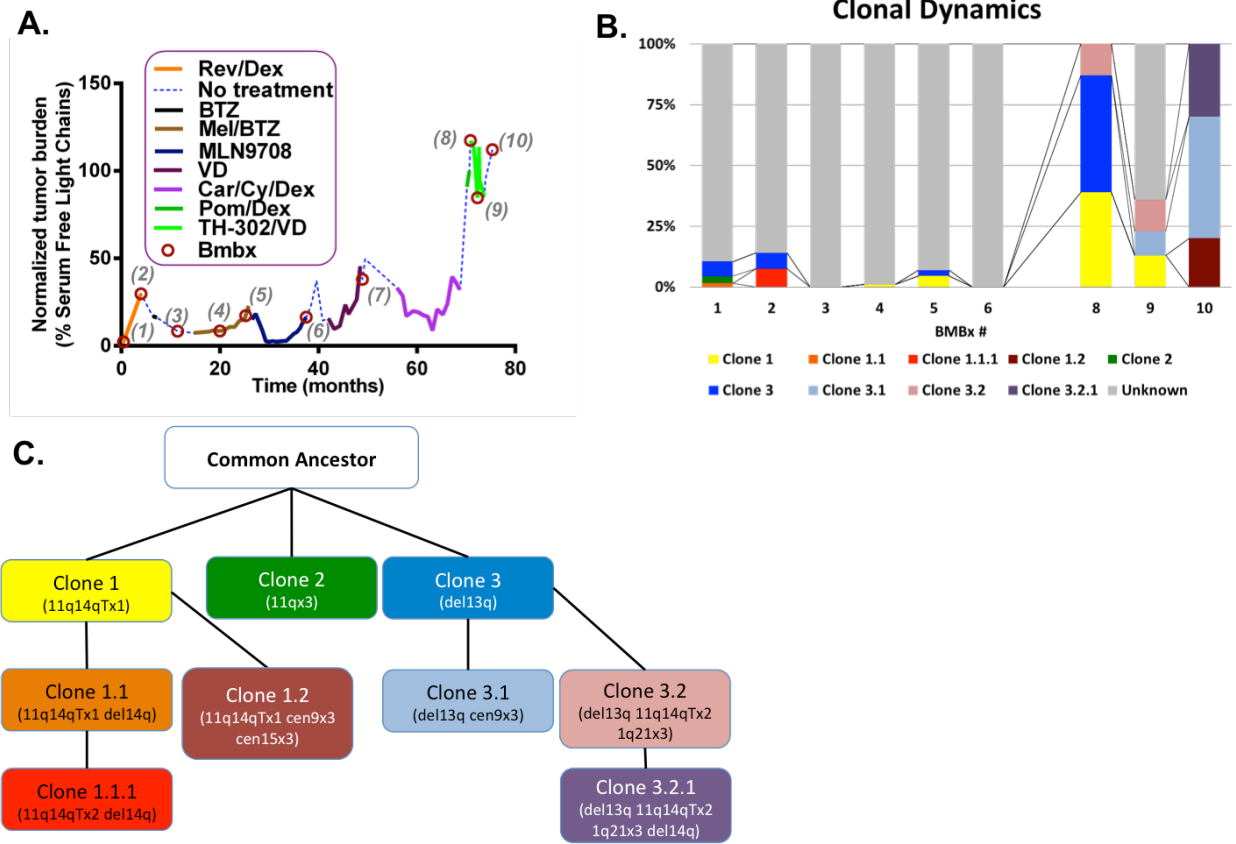 A.
Normalized tumor burden
(% Serum Free Light Chains)
150
100
50
0
Rev/Dex
No treatment
BTZ
Mel/BTZ
MLN9708
VD
Car/Cy/Dex
Pom/Dex
TH-302/VD
Bmbx
(1)
(2)
(3)
(4)
(5)
(6)
(7)
(8)
(9)
(10)
0 20 40 60 80
Time (months)
B.
Clonal Dynamics
100%
75%
50%
25%
0%
1 2 3 4 5 6 8 9 10
BMBx #
Clone 1 Clone 1.1 Clone 1.1.1 Clone 1.2 Clone 2
Clone 3 Clone 3.1 Clone 3.2 Clone 3.2.1 Unknown
C.
Common Ancestor
Clone 1
(11q14qTx1)
Clone 2
(11qx3)
Clone 3
(del13q)
Clone 1.1
(11q14qTx1 del14q)
Clone 1.2
(11q14qTx1 cen9x3
cen15x3)
Clone 3.1
(del13q cen9x3)
Clone 3.2
(del13q 11q14qTx2
1q21x3)
Clone 1.1.1
(11q14qTx2 del14q)
Clone 3.2.1
(del13q 11q14qTx2
1q21x3 del14q)